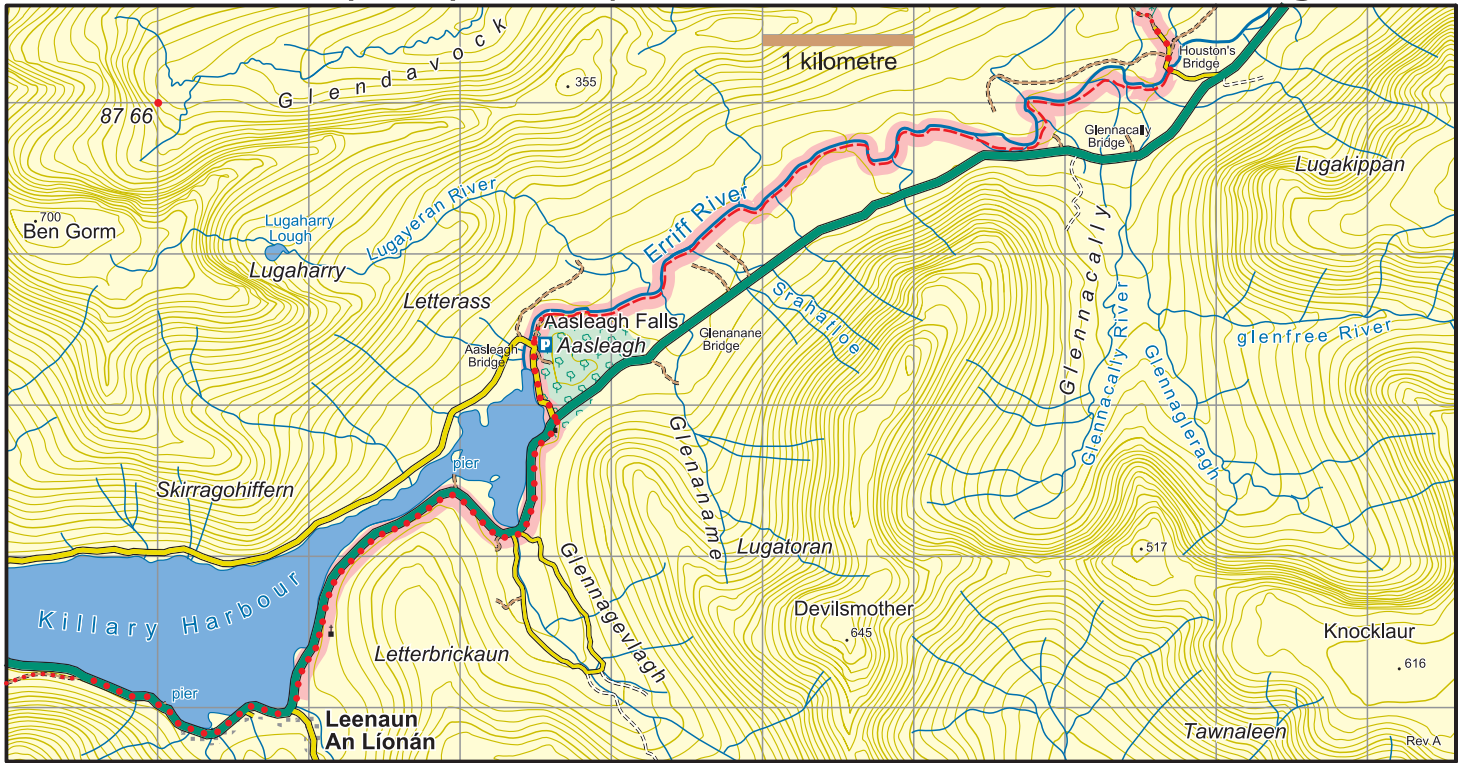 Glendavock
355
1 kilometre
Houston's
Bridge
87 66
Glennacally
Bridge
Lugakippan
Lugayeran River
Erriff River
700
Ben Gorm
Lugaharry
Lough
Lugaharry
Letterass
Srahatloe
Glennacally
Glennacally River
glenfree River
Glennagleragh
Aasleagh Falls
P
Aasleagh
Aasleagh
Bridge
Glenanane
Bridge
Glenaname
pier
Skirragohiffern
Lugatoran
517
Glennagevlagh
Killary Harbour
Devilsmother
645
Knocklaur
616
Letterbrickaun
pier
Leenaun
An Líonán
Tawnaleen
Rev A